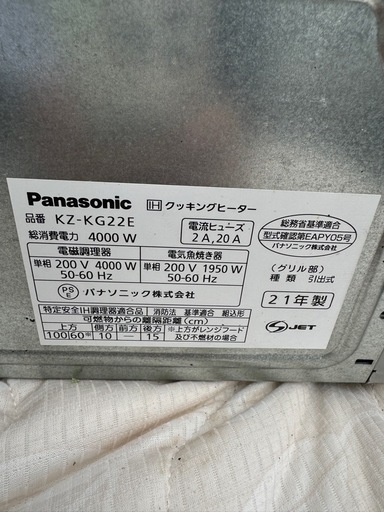 Panasonic IH クッキングヒーター
品番 KZ-KG22E
総消費電力 4000 W
電流ヒューズ
2A,20A
総務省基準適合
型式確認第EAPY05号
パナソニック株式会社
電磁調理器
単相 200 V 4000 W
50-60 Hz
電気魚焼き器
単相 200 V 1950 W
50-60 Hz
(グリル部)
種類 引出式
PSE
パナソニック株式会社
21年製
特定安全IH調理器適合品 消防法 基準適合 組込形
可燃物からの離隔距離(cm)
上方 側方 前方 後方
100(60※) 10 — 15
※上方がレンジフード
及び不燃材の場合
S JET